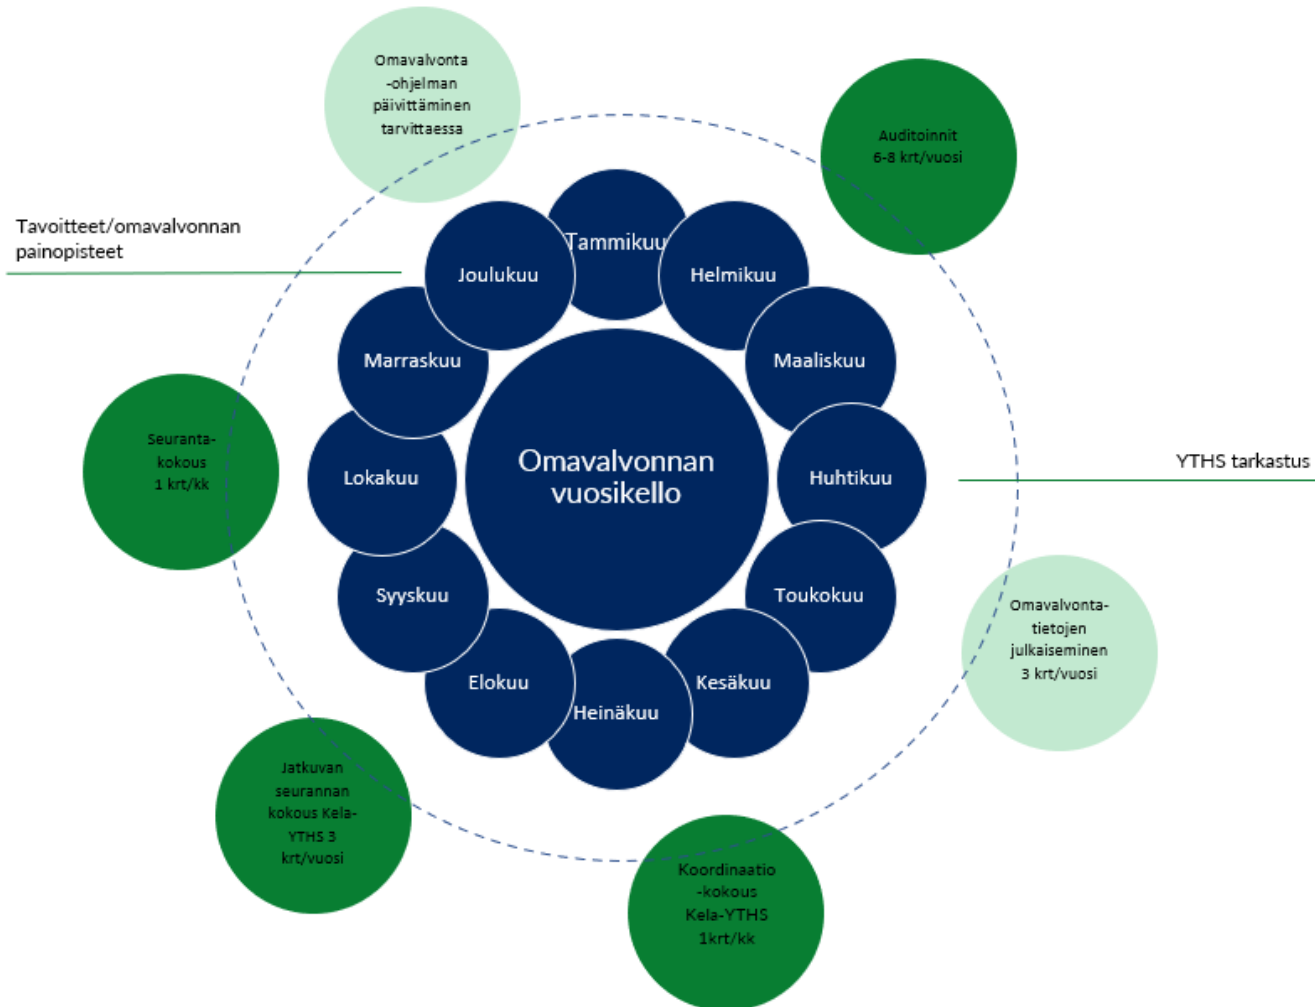 Omavalvonta
-ohjelman
päivittäminen
tarvittaessa
Auditoinnit
6-8 krt/vuosi
Tavoitteet/omavalvonnan
painopisteet
Tammikuu
Helmikuu
Maaliskuu
Huhtikuu
Toukokuu
Kesäkuu
Heinäkuu
Elokuu
Syyskuu
Lokakuu
Marraskuu
Joulukuu
Omavalvonnan
vuosikello
YTHS tarkastus
Omavalvonta-
tietojen
julkaiseminen
3 krt/vuosi
Koordinaatio
-kokous
Kela-YTHS
1krt/kk
Jatkuvan
seurannan
kokous Kela-
YTHS 3
krt/vuosi
Seuranta-
kokous
1 krt/kk